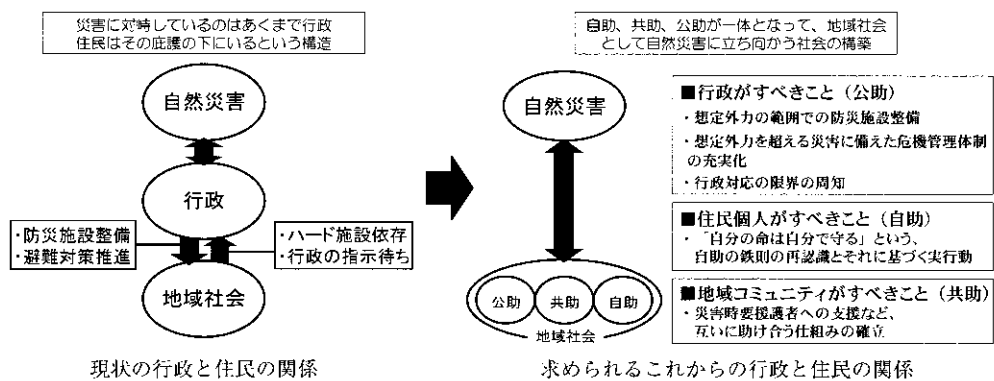 災害に対峙しているのはあくまで行政
住民はその庇護の下にいるという構造
自然災害
行政
・防災施設整備
・避難対策推進
・ハード施設依存
・行政の指示待ち
地域社会
現状の行政と住民の関係
自助、共助、公助が一体となって、地域社会
として自然災害に立ち向かう社会の構築
自然災害
公助
共助
自助
地域社会
■行政がすべきこと（公助）
・想定外力の範囲での防災施設整備
・想定外力を超える災害に備えた危機管理体制
の充実化
・行政対応の限界の周知
■住民個人がすべきこと（自助）
・「自分の命は自分で守る」という、
自助の鉄則の再認識とそれに基づく実行動
■地域コミュニティがすべきこと（共助）
・災害時要援護者への支援など、
互いに助け合う仕組みの確立
求められるこれからの行政と住民の関係